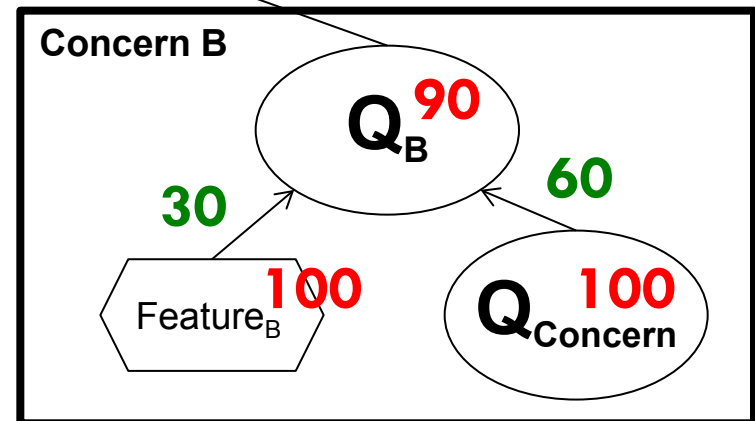 Concern B
Q_B 90
30
60
Feature_B 100
Q_Concern 100